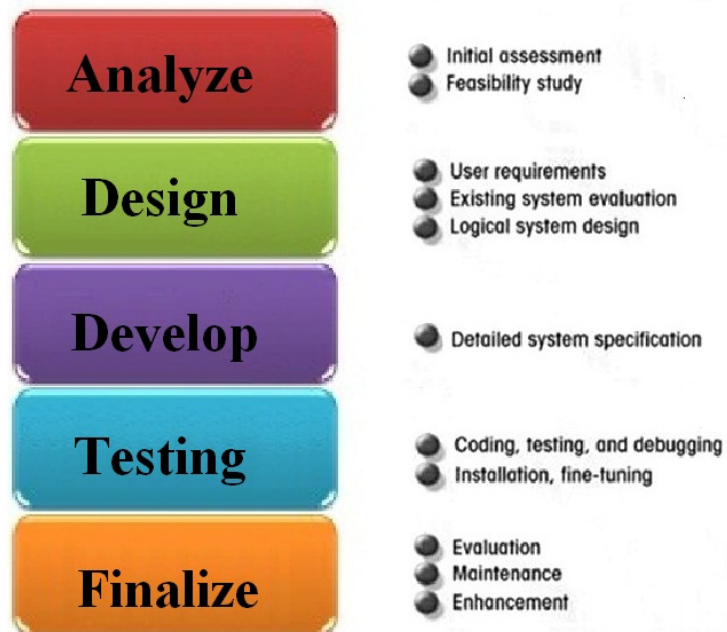 Analyze
Initial assessment
Feasibility study
Design
User requirements
Existing system evaluation
Logical system design
Develop
Detailed system specification
Testing
Coding, testing, and debugging
Installation, fine-tuning
Finalize
Evaluation
Maintenance
Enhancement